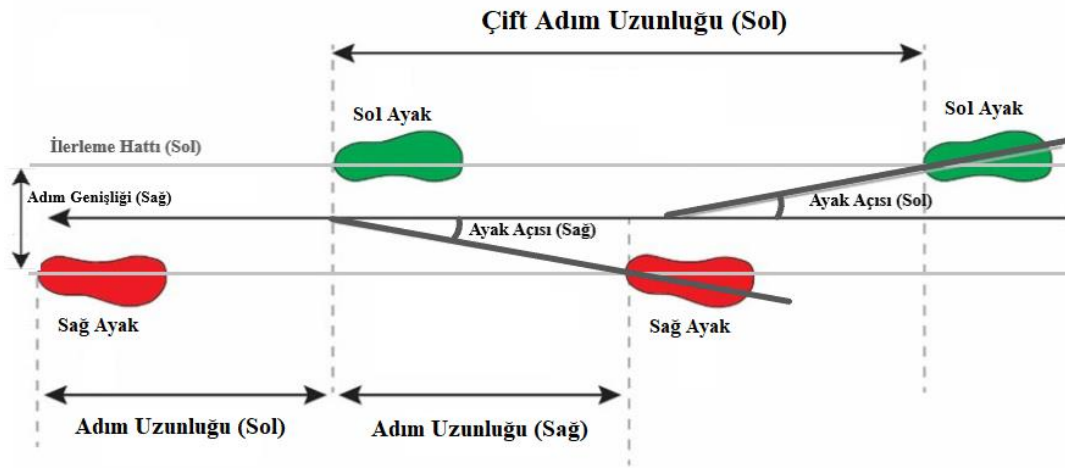 Çift Adım Uzunluğu (Sol)
Sol Ayak
Sol Ayak
İlerleme Hattı (Sol)
Adım Genişliği (Sağ)
Ayak Açısı (Sol)
Ayak Açısı (Sağ)
Sağ Ayak
Sağ Ayak
Adım Uzunluğu (Sol)
Adım Uzunluğu (Sağ)